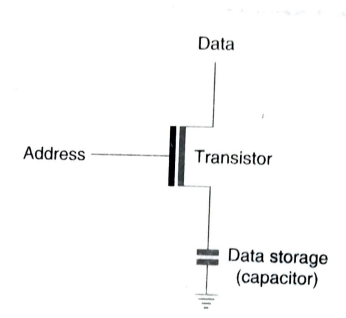 Data
Address
Transistor
Data storage
(capacitor)